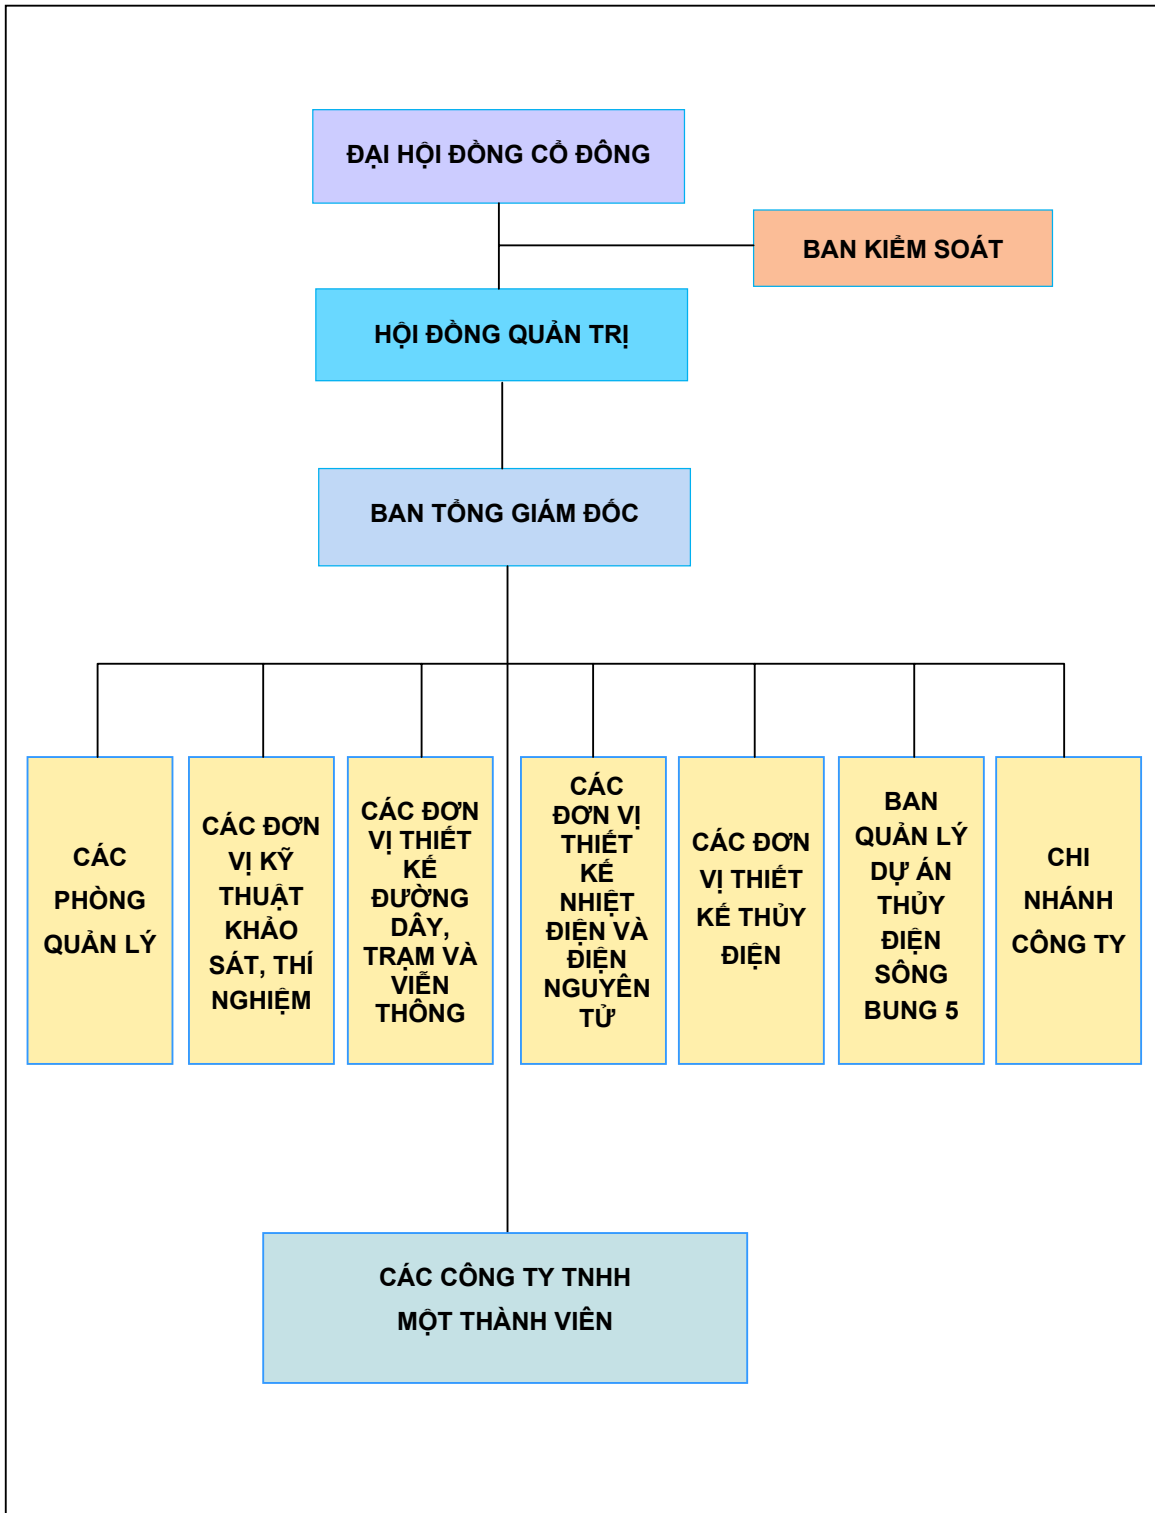 ĐẠI HỘI ĐỒNG CỔ ĐÔNG
BAN KIỂM SOÁT
HỘI ĐỒNG QUẢN TRỊ
BAN TỔNG GIÁM ĐỐC
CÁC
PHÒNG
QUẢN LÝ
CÁC ĐƠN
VỊ KỸ
THUẬT
KHẢO
SÁT, THÍ
NGHIỆM
CÁC ĐƠN
VỊ THIẾT
KẾ
ĐƯỜNG
DÂY,
TRẠM VÀ
VIỄN
THÔNG
CÁC
ĐƠN VỊ
THIẾT
KẾ
NHIỆT
ĐIỆN VÀ
ĐIỆN
NGUYÊN
TỬ
CÁC ĐƠN
VỊ THIẾT
KẾ THỦY
ĐIỆN
BAN
QUẢN LÝ
DỰ ÁN
THỦY
ĐIỆN
SÔNG
BUNG 5
CHI
NHÁNH
CÔNG TY
CÁC CÔNG TY TNHH
MỘT THÀNH VIÊN